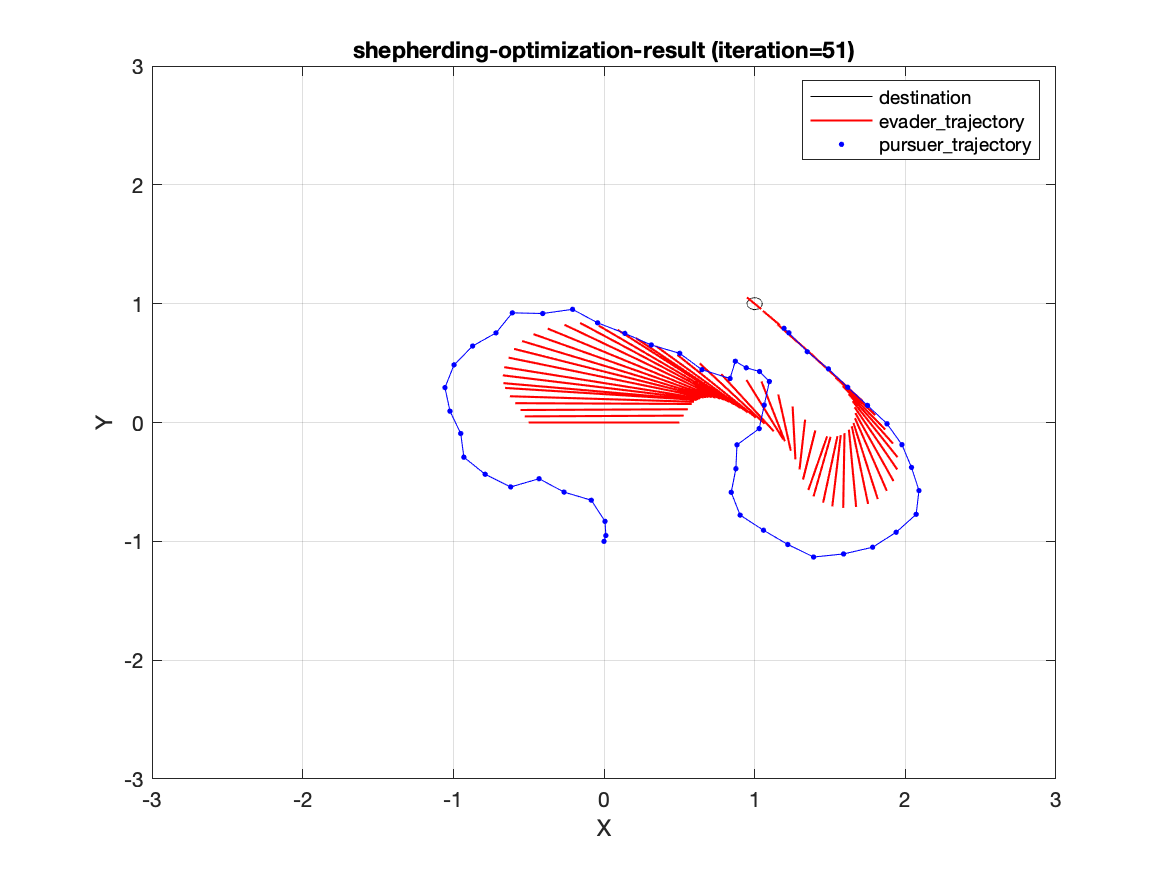 shepherding-optimization-result (iteration=51)
destination
evader_trajectory
pursuer_trajectory
3
2
1
0
-1
-2
-3
Y
-3 -2 -1 0 1 2 3
X